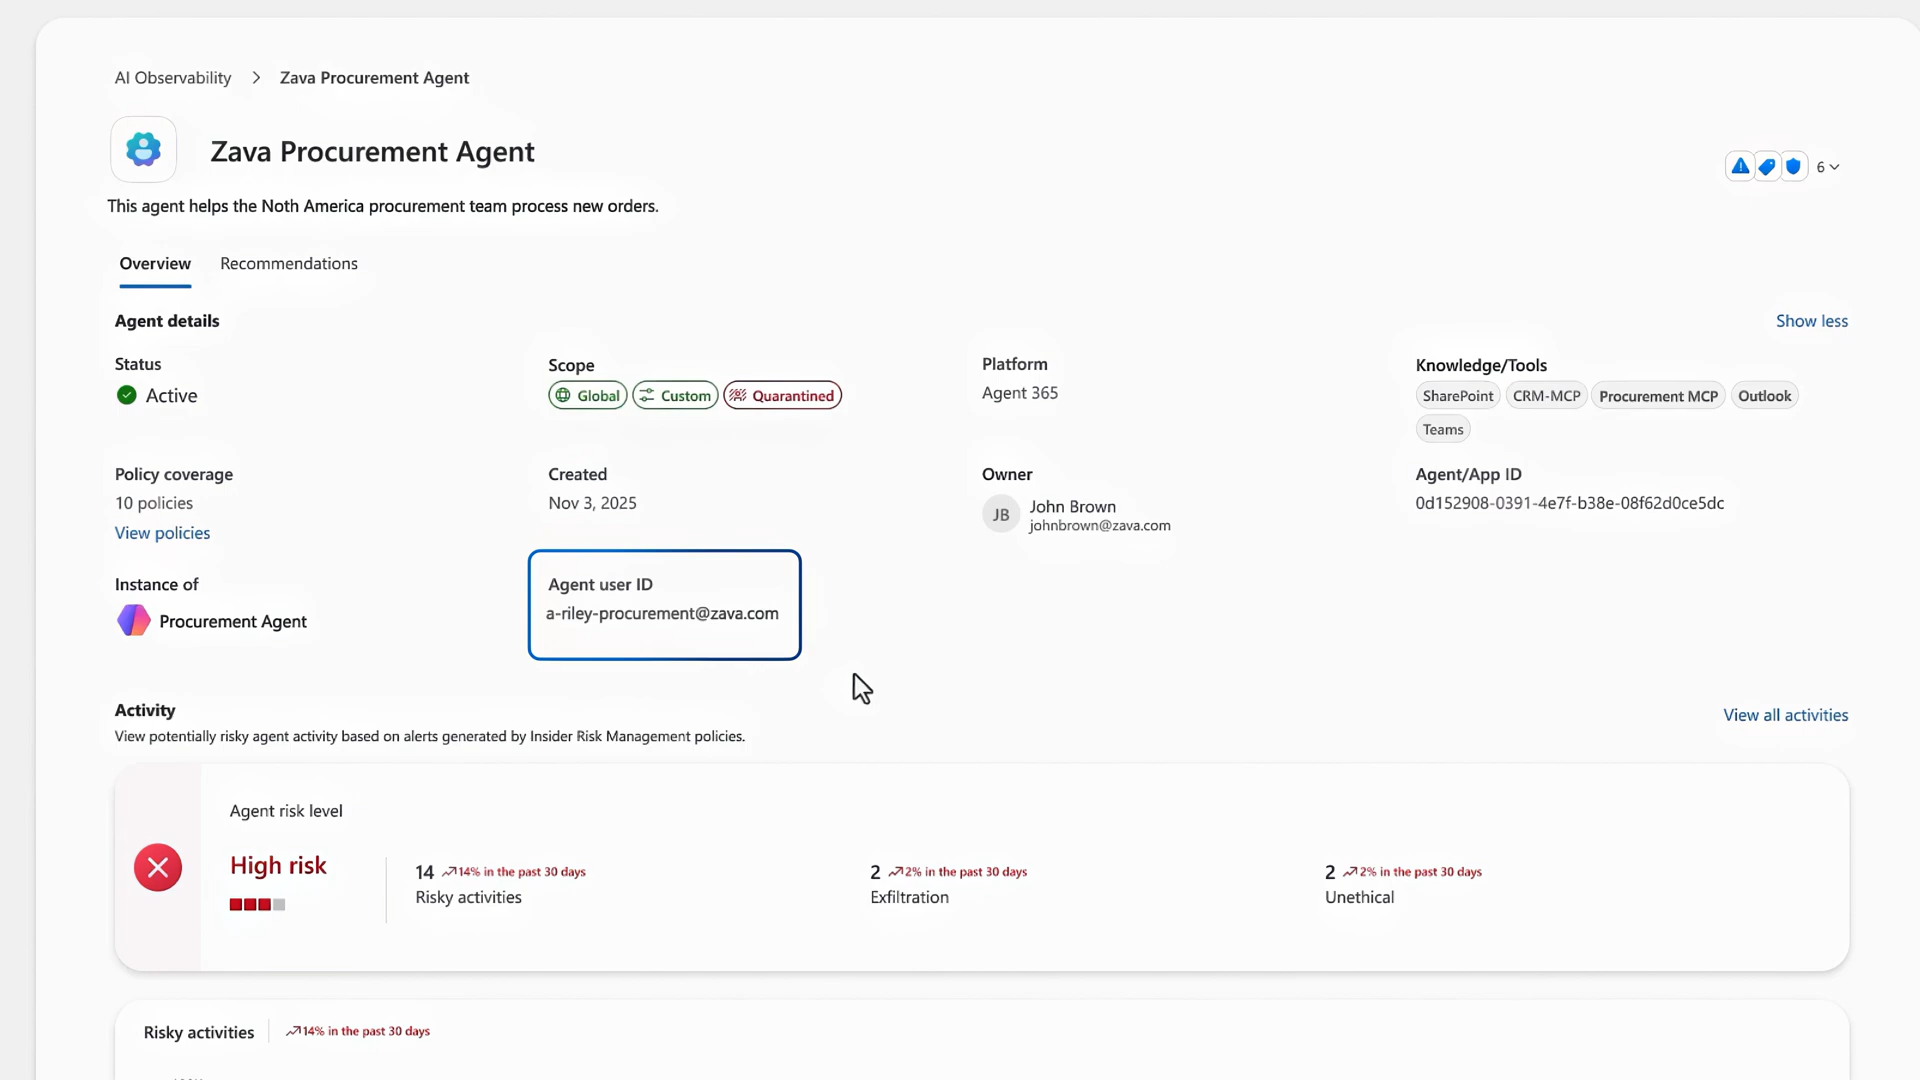 AI Observability > Zava Procurement Agent
Zava Procurement Agent
6
This agent helps the Noth America procurement team process new orders.
Overview Recommendations
Agent details
Show less
Status
Active
Scope
Global Custom Quarantined
Platform
Agent 365
Knowledge/Tools
SharePoint CRM-MCP Procurement MCP Outlook
Teams
Policy coverage
10 policies
View policies
Created
Nov 3, 2025
Owner
JB
John Brown
johnbrown@zava.com
Agent/App ID
0d152908-0391-4e7f-b38e-08f62d0ce5dc
Instance of
Procurement Agent
Agent user ID
a-riley-procurement@zava.com
Activity
View all activities
View potentially risky agent activity based on alerts generated by Insider Risk Management policies.
Agent risk level
High risk
14 14% in the past 30 days
Risky activities
2 2% in the past 30 days
Exfiltration
2 2% in the past 30 days
Unethical
Risky activities 14% in the past 30 days